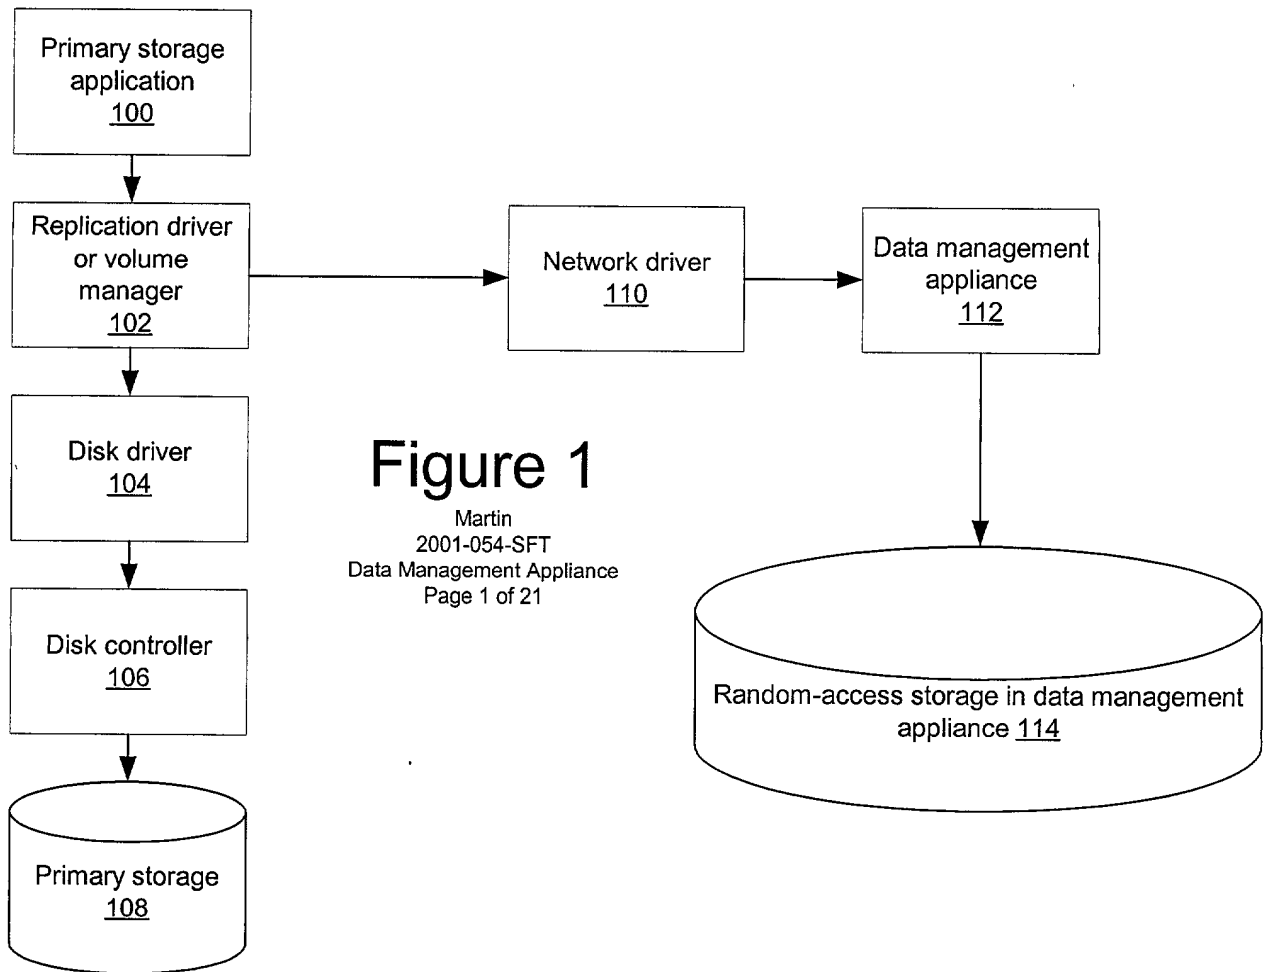 Primary storage
application
100
Replication driver
or volume
manager
102
Network driver
110
Data management
appliance
112
Disk driver
104
Figure 1
Martin
2001-054-SFT
Data Management Appliance
Page 1 of 21
Disk controller
106
Random-access storage in data management
appliance 114
Primary storage
108